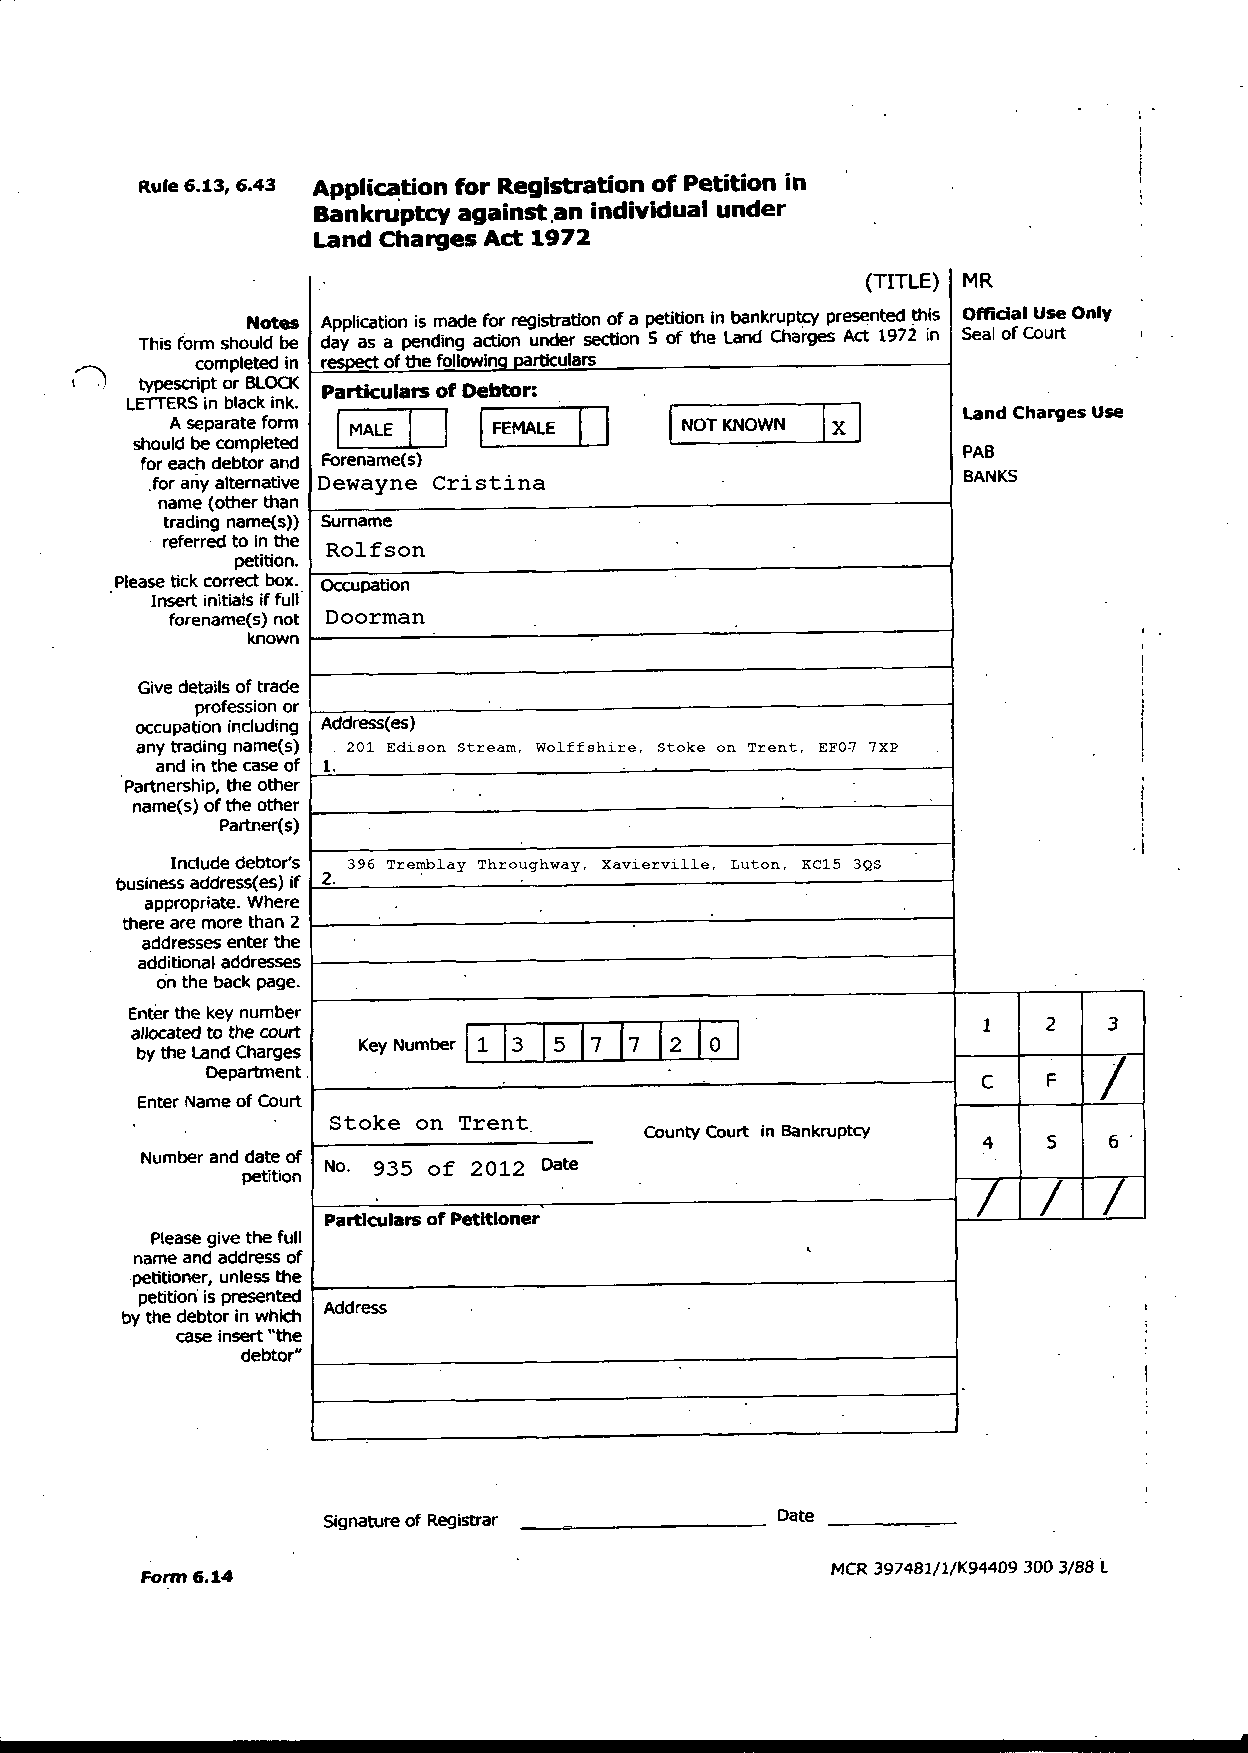 Rule 6.13, 6.43
Application for Registration of Petition in
Bankruptcy against an individual under
Land Charges Act 1972
(TITLE) MR
Notes
This form should be
completed in
typescript or BLOCK
LETTERS in black ink.
A separate form
should be completed
for each debtor and
for any alternative
name (other than
trading name(s))
referred to in the
petition.
Please tick correct box.
Insert initials if full
forename(s) not
known
Application is made for registration of a petition in bankruptcy presented this
day as a pending action under section 5 of the Land Charges Act 1972 in
respect of the following particulars
Particulars of Debtor:
MALE FEMALE NOT KNOWN X
Forename(s)
Dewayne Cristina
Surname
Rolfson
Occupation
Doorman
Official Use Only
Seal of Court
Land Charges Use
PAB
BANKS
Give details of trade
profession or
occupation including
any trading name(s)
and in the case of
Partnership, the other
name(s) of the other
Partner(s)
Address(es)
201 Edison Stream, Wolffshire, Stoke on Trent, EF07 7XP
1.
Include debtor's
business address(es) if
appropriate. Where
there are more than 2
addresses enter the
additional addresses
on the back page.
396 Tremblay Throughway, Xavierville, Luton, KC15 3QS
2.
Enter the key number
allocated to the court
by the Land Charges
Department
Key Number 1 3 5 7 7 2 0
Enter Name of Court
Stoke on Trent
County Court in Bankruptcy
Number and date of
petition
No. 935 of 2012 Date
1 2 3
C F /
4 5 6
/ / /
Particulars of Petitioner
Please give the full
name and address of
petitioner, unless the
petition is presented
by the debtor in which
case insert "the
debtor"
Address
Signature of Registrar Date
Form 6.14
MCR 397481/1/K94409 300 3/88 L